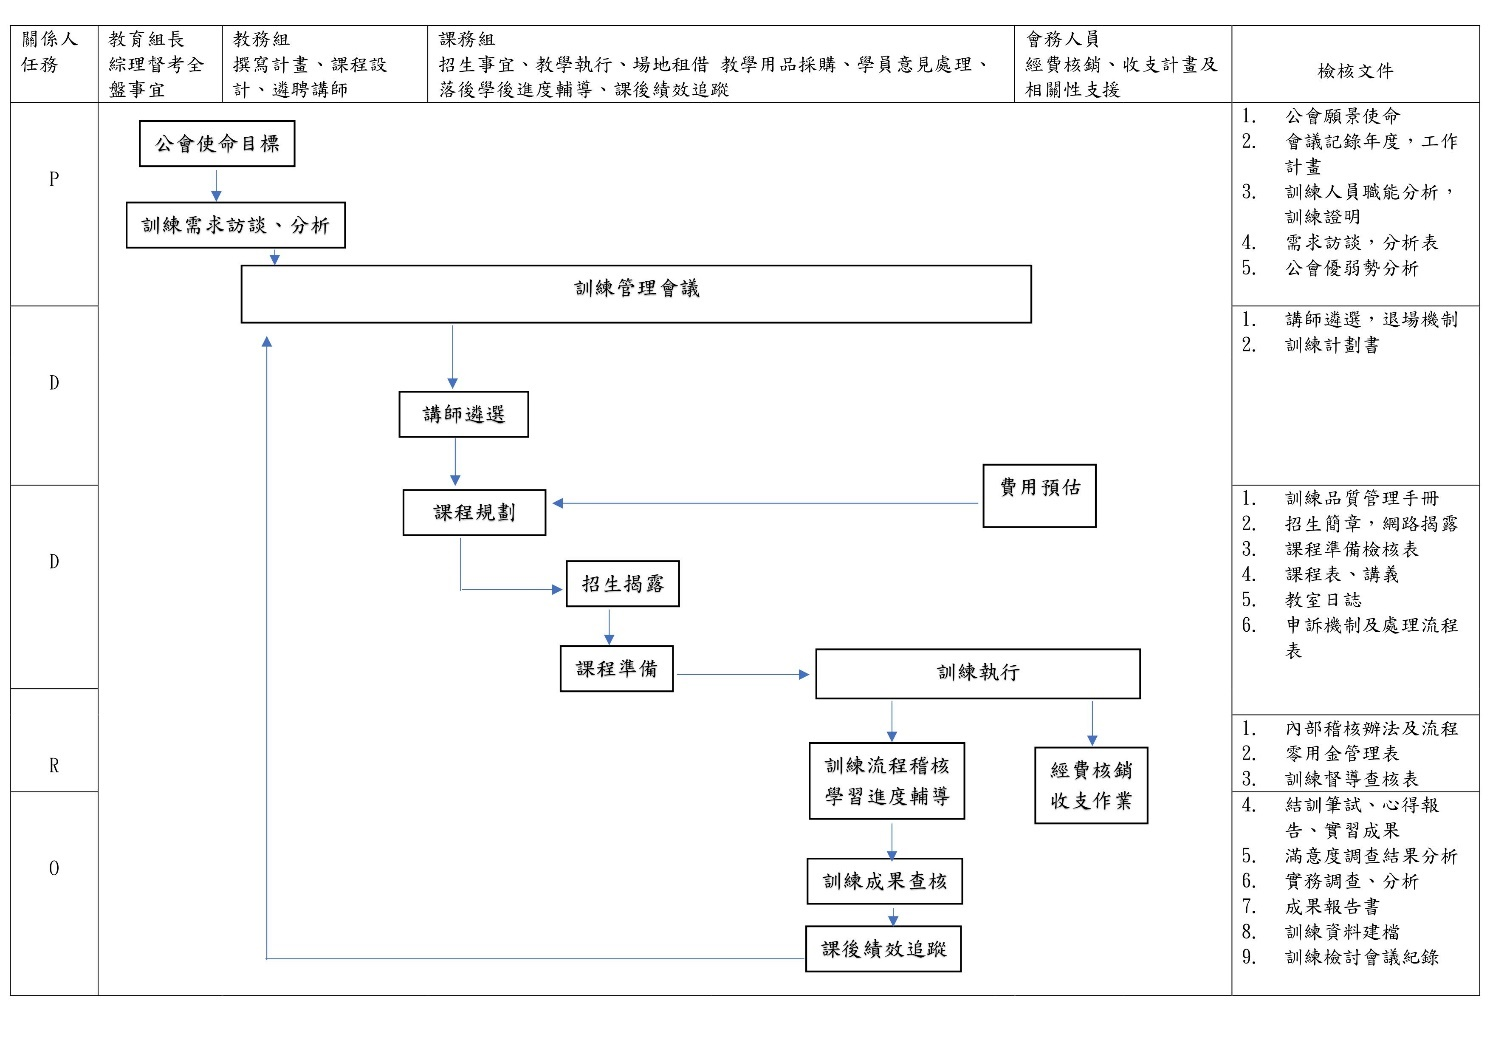 關係人
任務
教育組長
綜理督考全
盤事宜
教務組
撰寫計畫、課程設
計、遴聘講師
課務組
招生事宜、教學執行、場地租借 教學用品採購、學員意見處理、
落後學後進度輔導、課後績效追蹤
會務人員
經費核銷、收支計畫及
相關性支援
檢核文件
P
公會使命目標
訓練需求訪談、分析
訓練管理會議
1. 公會願景使命
2. 會議記錄年度，工作
計畫
3. 訓練人員職能分析，
訓練證明
4. 需求訪談，分析表
5. 公會優弱勢分析
D
講師遴選
1. 講師遴選，退場機制
2. 訓練計劃書
D
費用預估
課程規劃
招生揭露
課程準備
訓練執行
1. 訓練品質管理手冊
2. 招生簡章，網路揭露
3. 課程準備檢核表
4. 課程表、講義
5. 教室日誌
6. 申訴機制及處理流程
表
R
訓練流程稽核
學習進度輔導
經費核銷
收支作業
1. 內部稽核辦法及流程
2. 零用金管理表
3. 訓練督導查核表
O
訓練成果查核
課後績效追蹤
4. 結訓筆試、心得報
告、實習成果
5. 滿意度調查結果分析
6. 實務調查、分析
7. 成果報告書
8. 訓練資料建檔
9. 訓練檢討會議紀錄